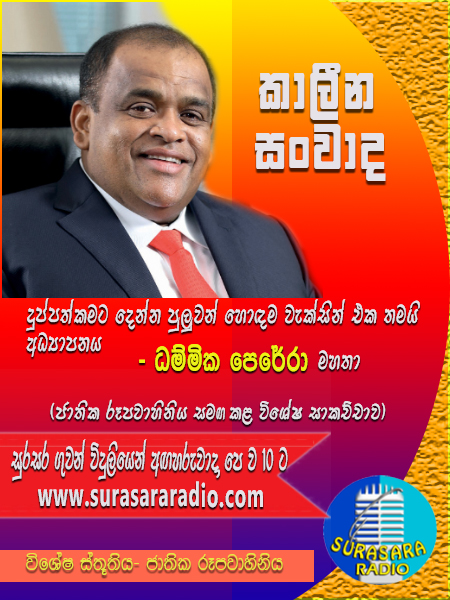 කාලීන
සංවාද
දුප්පත්කමට දෙන්න පුලුවන් හොඳම වැක්සින් එක තමයි
අධ්‍යාපනය
- ධම්මික පෙරේරා මහතා
(ජාතික රූපවාහිනිය සමඟ කළ විශේෂ සාකච්ඡාව)
සුරසර ගුවන් විදුලියෙන් අඟහරුවාදා, පෙ ව 10 ට
www.surasararadio.com
SURASARA
RADIO
විශේෂ ස්තූතිය- ජාතික රූපවාහිනිය